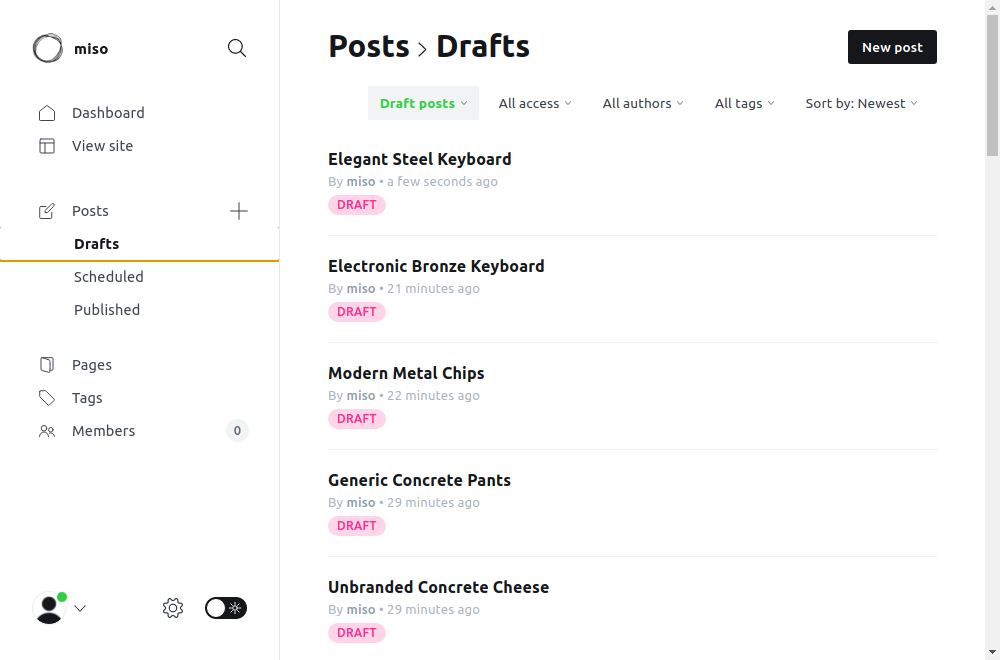 miso
Dashboard
View site
Posts
Drafts
Scheduled
Published
Pages
Tags
Members 0
Posts > Drafts
New post
Draft posts All access All authors All tags Sort by: Newest
Elegant Steel Keyboard
By miso • a few seconds ago
DRAFT
Electronic Bronze Keyboard
By miso • 21 minutes ago
DRAFT
Modern Metal Chips
By miso • 22 minutes ago
DRAFT
Generic Concrete Pants
By miso • 29 minutes ago
DRAFT
Unbranded Concrete Cheese
By miso • 29 minutes ago
DRAFT